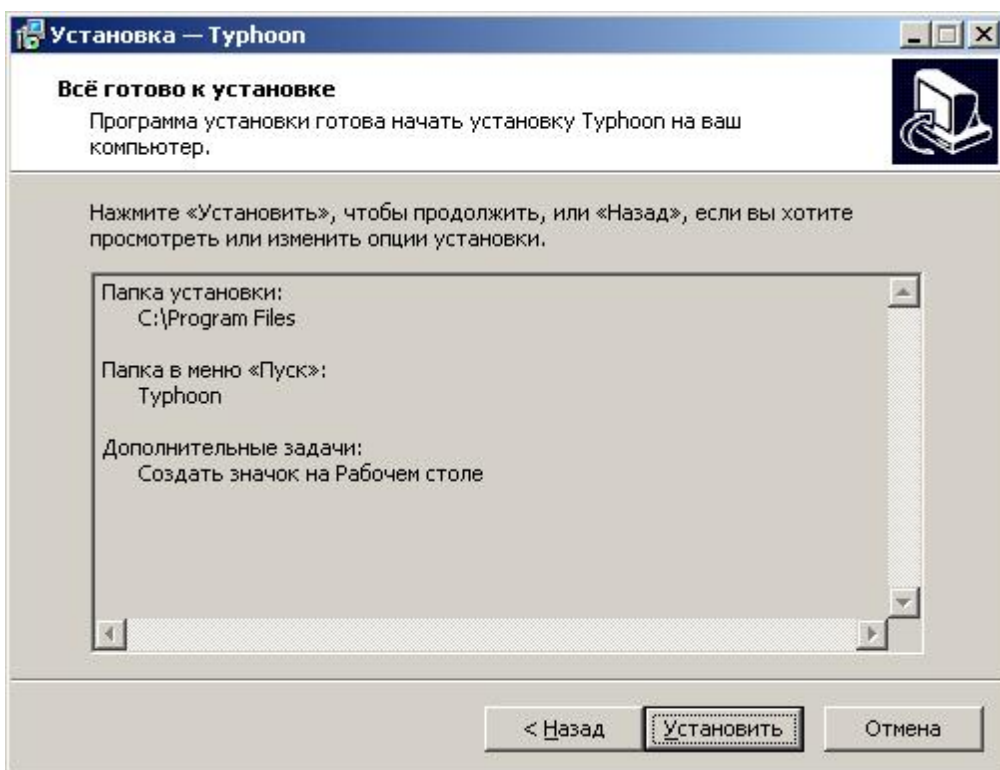 Установка — Typhoon
Всё готово к установке
Программа установки готова начать установку Typhoon на ваш
компьютер.
Нажмите «Установить», чтобы продолжить, или «Назад», если вы хотите
просмотреть или изменить опции установки.
Папка установки:
C:\Program Files
Папка в меню «Пуск»:
Typhoon
Дополнительные задачи:
Создать значок на Рабочем столе
< Назад Установить Отмена